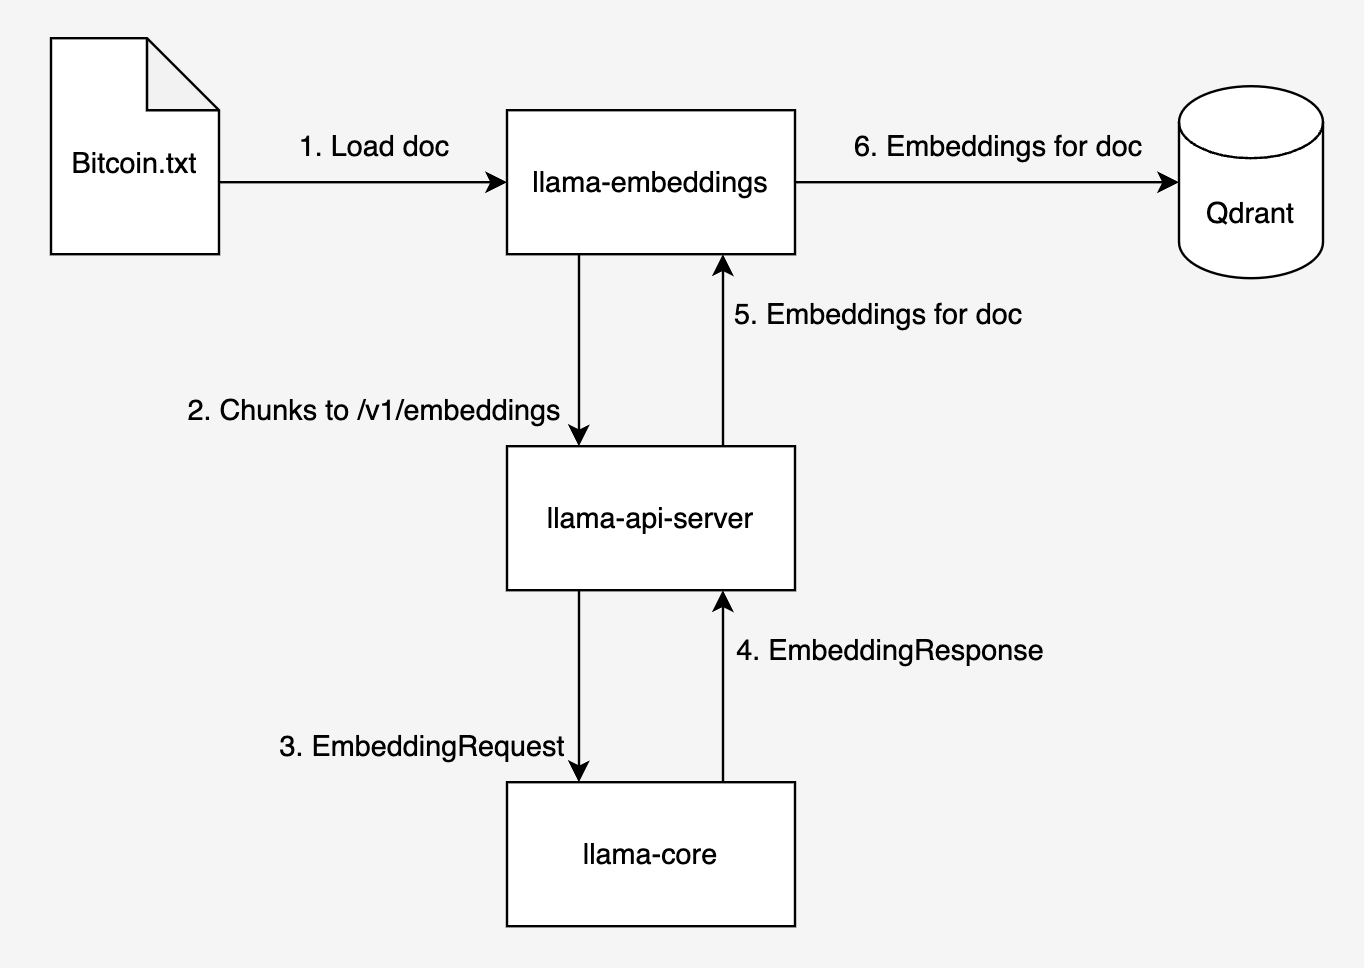 Bitcoin.txt
1. Load doc
llama-embeddings
6. Embeddings for doc
Qdrant
5. Embeddings for doc
2. Chunks to /v1/embeddings
llama-api-server
4. EmbeddingResponse
3. EmbeddingRequest
llama-core